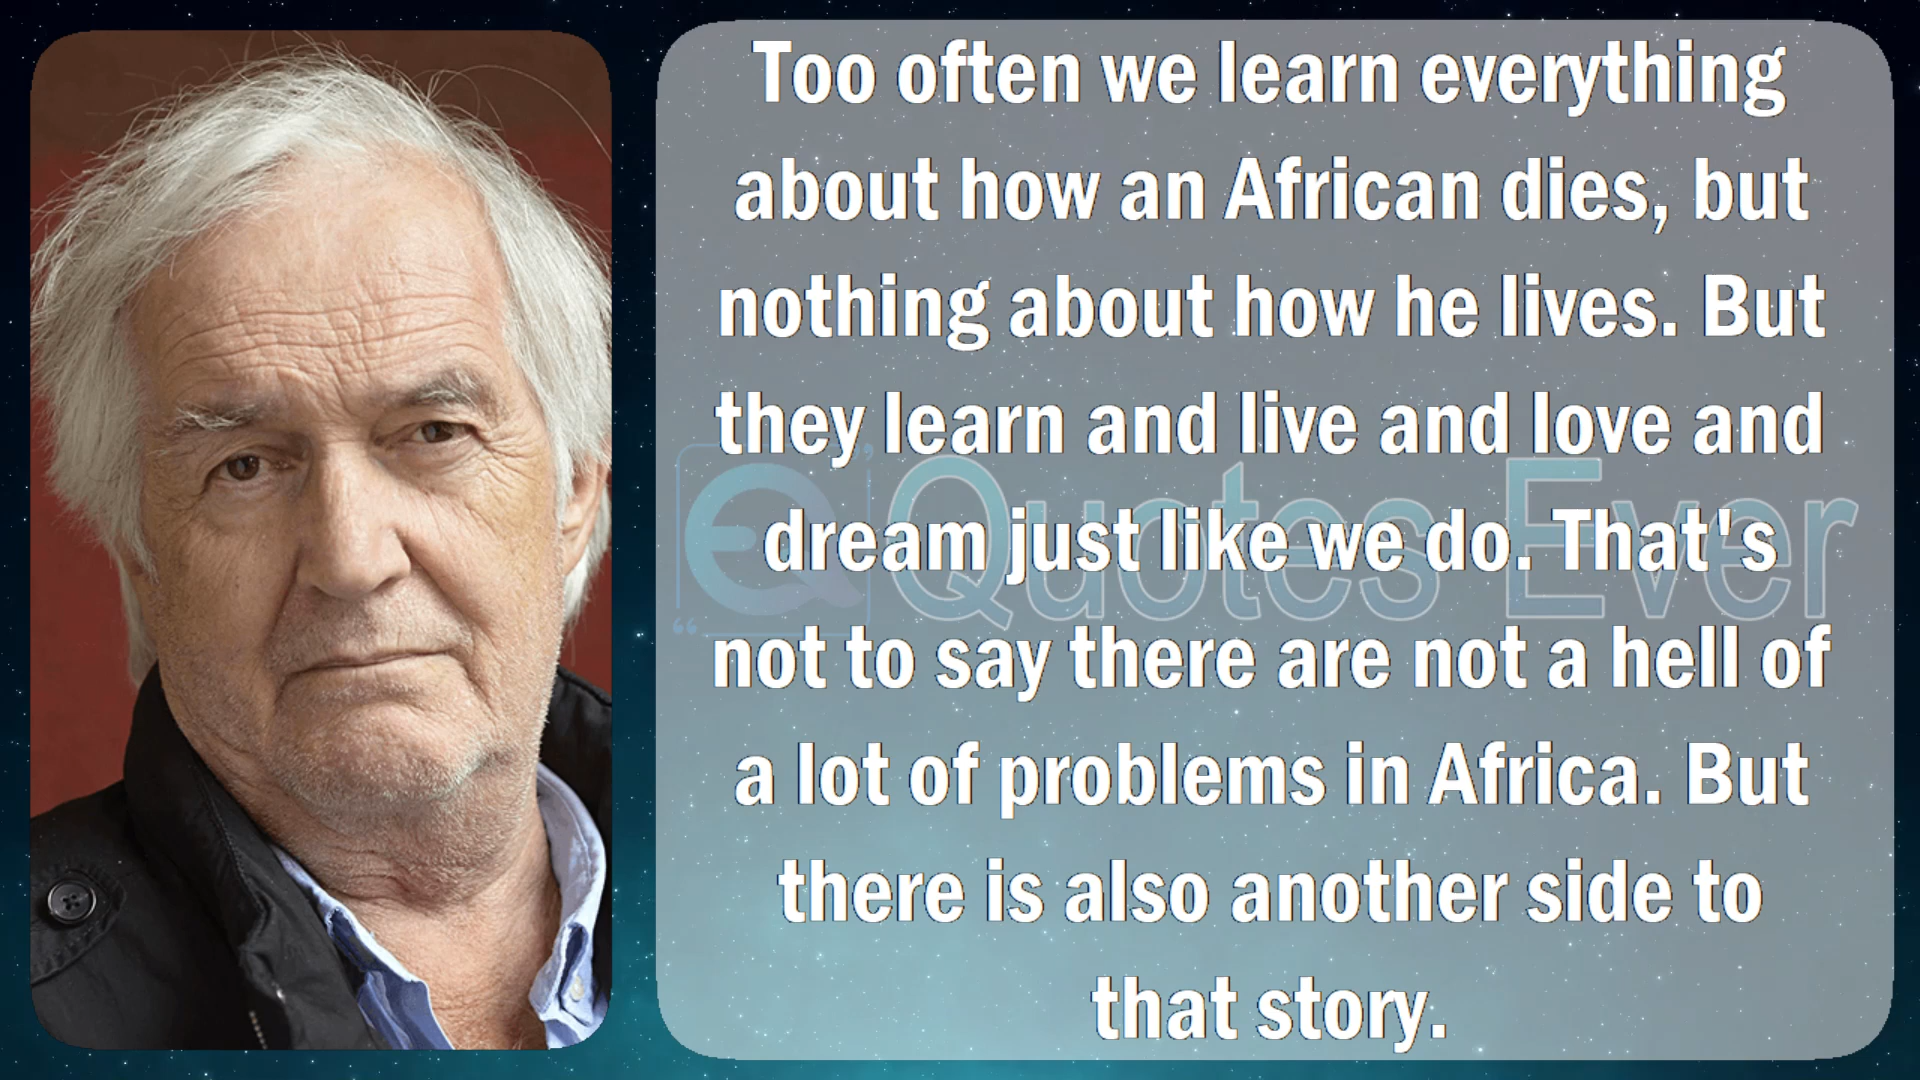 Too often we learn everything
about how an African dies, but
nothing about how he lives. But
they learn and live and love and
dream just like we do. That's
not to say there are not a hell of
a lot of problems in Africa. But
there is also another side to
that story.
EQ Quotes Ever